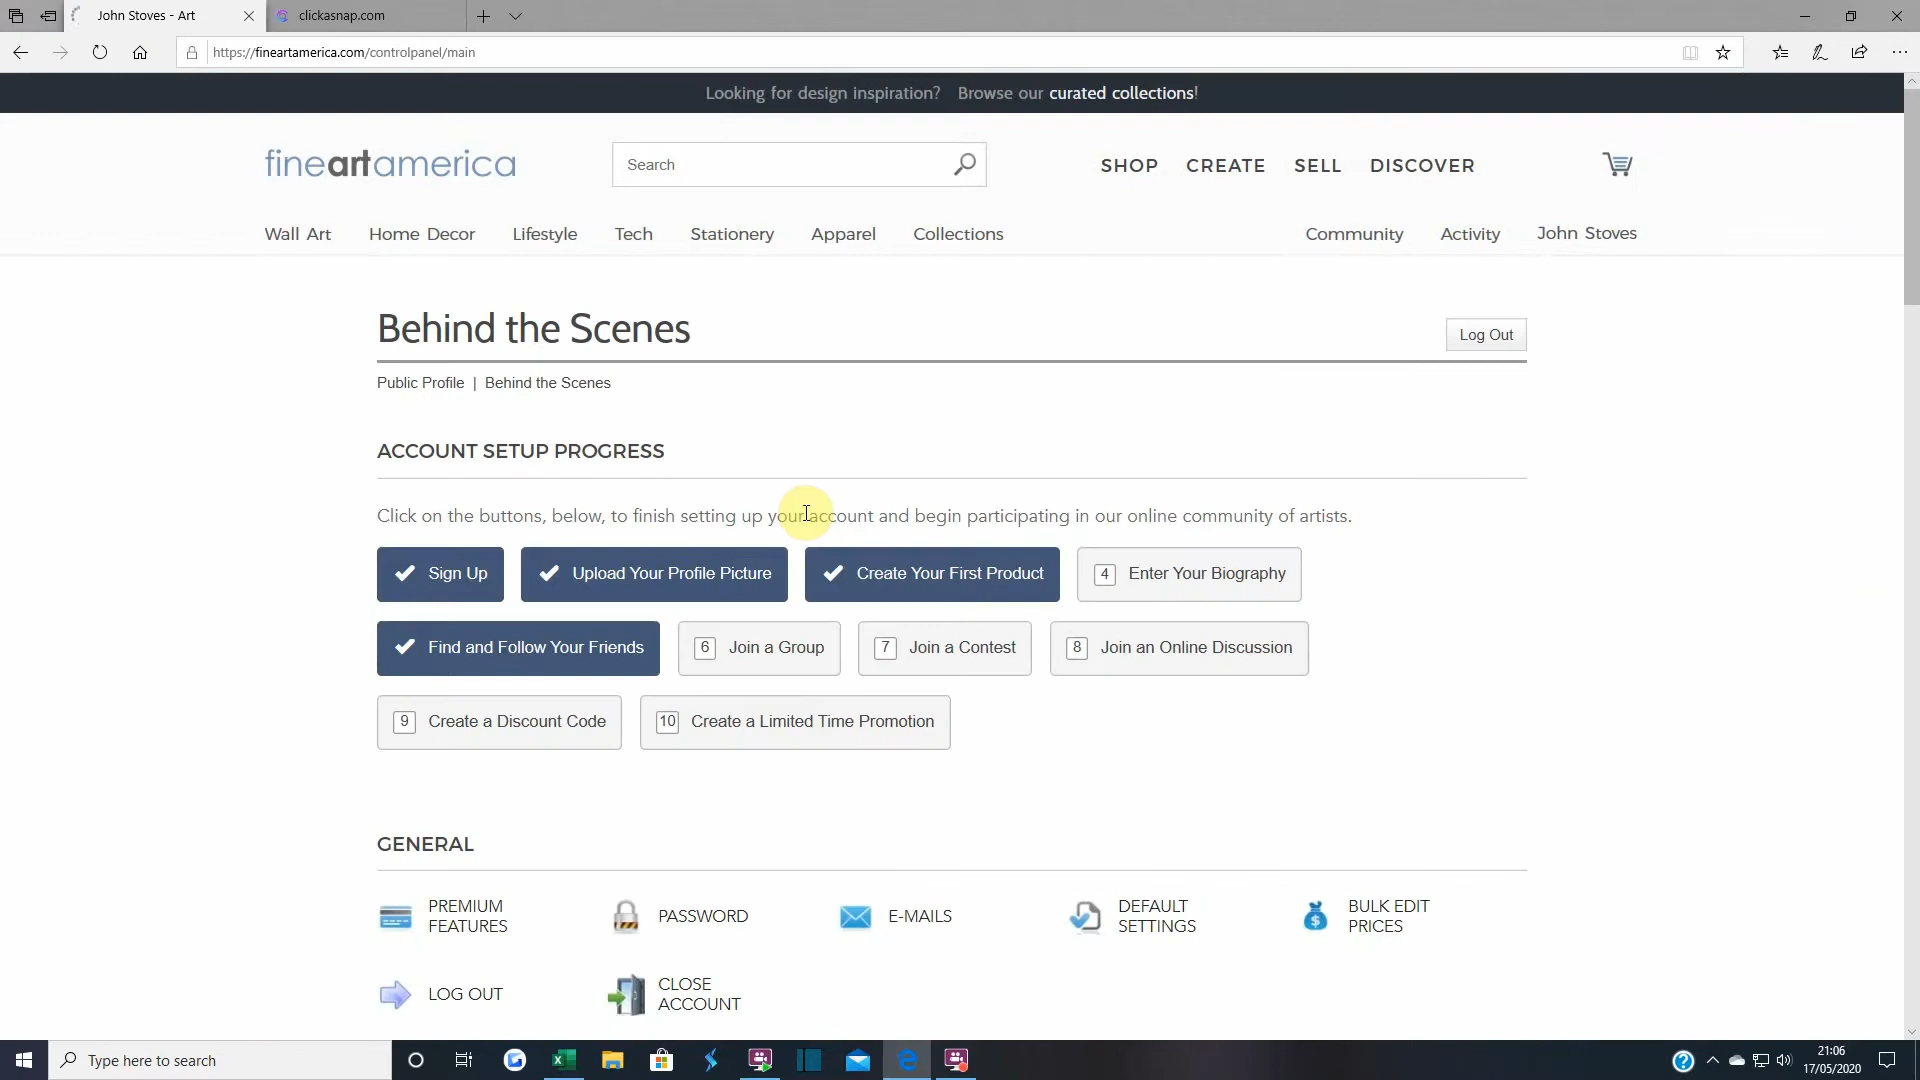 John Stoves - Art
clickasnap.com
https://fineartamerica.com/controlpanel/main
Looking for design inspiration? Browse our curated collections!
fineartamerica
Search
SHOP CREATE SELL DISCOVER
Wall Art Home Decor Lifestyle Tech Stationery Apparel Collections Community Activity John Stoves
Behind the Scenes
Log Out
Public Profile | Behind the Scenes
ACCOUNT SETUP PROGRESS
Click on the buttons, below, to finish setting up your account and begin participating in our online community of artists.
Sign Up Upload Your Profile Picture Create Your First Product 4 Enter Your Biography
Find and Follow Your Friends 6 Join a Group 7 Join a Contest 8 Join an Online Discussion
9 Create a Discount Code 10 Create a Limited Time Promotion
GENERAL
PREMIUM
FEATURES
PASSWORD
E-MAILS
DEFAULT
SETTINGS
BULK EDIT
PRICES
LOG OUT
CLOSE
ACCOUNT
Type here to search
21:06
17/05/2020